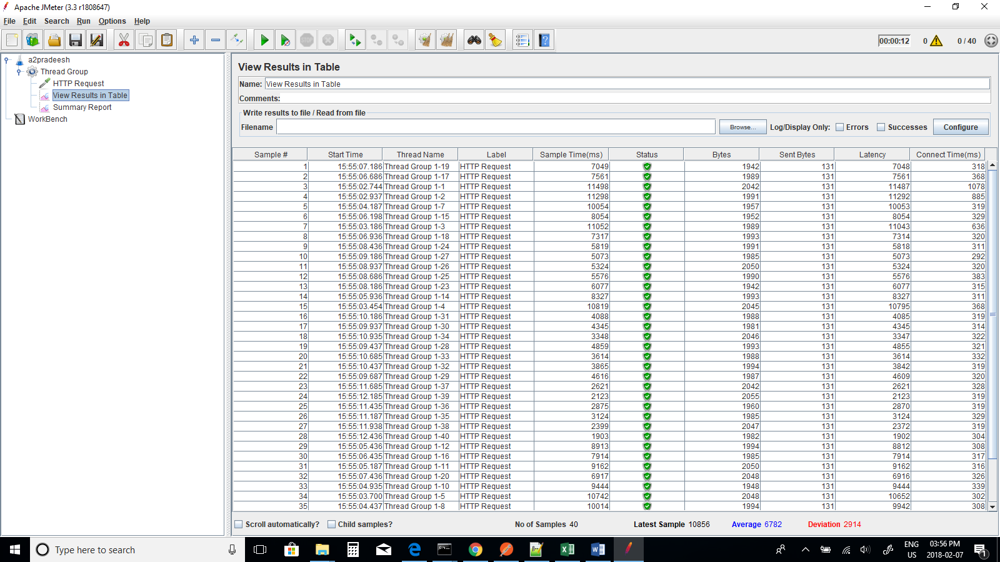 Apache JMeter (3.3 r1808647)
File Edit Search Run Options Help
00:00:12 0 0 / 40
a2pradeesh
Thread Group
HTTP Request
View Results in Table
Summary Report
WorkBench
View Results in Table
Name: View Results in Table
Comments:
Write results to file / Read from file
Filename Browse... Log/Display Only: Errors Successes Configure
Sample # Start Time Thread Name Label Sample Time(ms) Status Bytes Sent Bytes Latency Connect Time(ms)
1 15:55:07.186 Thread Group 1-19 HTTP Request 7049 1942 131 7048 318
2 15:55:06.686 Thread Group 1-17 HTTP Request 7561 1989 131 7561 368
3 15:55:02.744 Thread Group 1-1 HTTP Request 11498 2042 131 11487 1078
4 15:55:02.937 Thread Group 1-2 HTTP Request 11298 1991 131 11292 885
5 15:55:04.187 Thread Group 1-7 HTTP Request 10054 1957 131 10053 319
6 15:55:06.198 Thread Group 1-15 HTTP Request 8054 1952 131 8054 329
7 15:55:03.186 Thread Group 1-3 HTTP Request 11052 1989 131 11043 636
8 15:55:06.936 Thread Group 1-18 HTTP Request 7317 1993 131 7314 320
9 15:55:08.436 Thread Group 1-24 HTTP Request 5819 1991 131 5818 311
10 15:55:09.186 Thread Group 1-27 HTTP Request 5073 1985 131 5073 292
11 15:55:08.937 Thread Group 1-26 HTTP Request 5324 2050 131 5324 320
12 15:55:08.686 Thread Group 1-25 HTTP Request 5576 1990 131 5576 383
13 15:55:08.186 Thread Group 1-23 HTTP Request 6077 1942 131 6077 315
14 15:55:05.936 Thread Group 1-14 HTTP Request 8327 1993 131 8327 311
15 15:55:03.454 Thread Group 1-4 HTTP Request 10819 2045 131 10795 368
16 15:55:10.186 Thread Group 1-31 HTTP Request 4088 1988 131 4085 319
17 15:55:09.937 Thread Group 1-30 HTTP Request 4345 1981 131 4345 314
18 15:55:10.935 Thread Group 1-34 HTTP Request 3348 2046 131 3347 322
19 15:55:09.437 Thread Group 1-28 HTTP Request 4859 1993 131 4855 321
20 15:55:10.685 Thread Group 1-33 HTTP Request 3614 1988 131 3614 332
21 15:55:10.437 Thread Group 1-32 HTTP Request 3865 1994 131 3842 319
22 15:55:09.687 Thread Group 1-29 HTTP Request 4616 1987 131 4609 320
23 15:55:11.685 Thread Group 1-37 HTTP Request 2621 2042 131 2621 328
24 15:55:12.185 Thread Group 1-39 HTTP Request 2123 2055 131 2123 319
25 15:55:11.435 Thread Group 1-36 HTTP Request 2875 1960 131 2870 319
26 15:55:11.187 Thread Group 1-35 HTTP Request 3124 1985 131 3124 329
27 15:55:11.938 Thread Group 1-38 HTTP Request 2399 2047 131 2372 319
28 15:55:12.436 Thread Group 1-40 HTTP Request 1903 1982 131 1902 304
29 15:55:05.436 Thread Group 1-12 HTTP Request 8913 1994 131 8812 308
30 15:55:06.435 Thread Group 1-16 HTTP Request 7914 1985 131 7914 317
31 15:55:05.187 Thread Group 1-11 HTTP Request 9162 2050 131 9162 316
32 15:55:07.436 Thread Group 1-20 HTTP Request 6917 2048 131 6916 326
33 15:55:04.935 Thread Group 1-10 HTTP Request 9444 1948 131 9444 339
34 15:55:03.700 Thread Group 1-5 HTTP Request 10742 2048 131 10652 302
35 15:55:04.437 Thread Group 1-8 HTTP Request 10014 1994 131 9942 308
Scroll automatically? Child samples? No of Samples 40 Latest Sample 10856 Average 6782 Deviation 2914
Type here to search
ENG
US
03:56 PM
2018-02-07
1